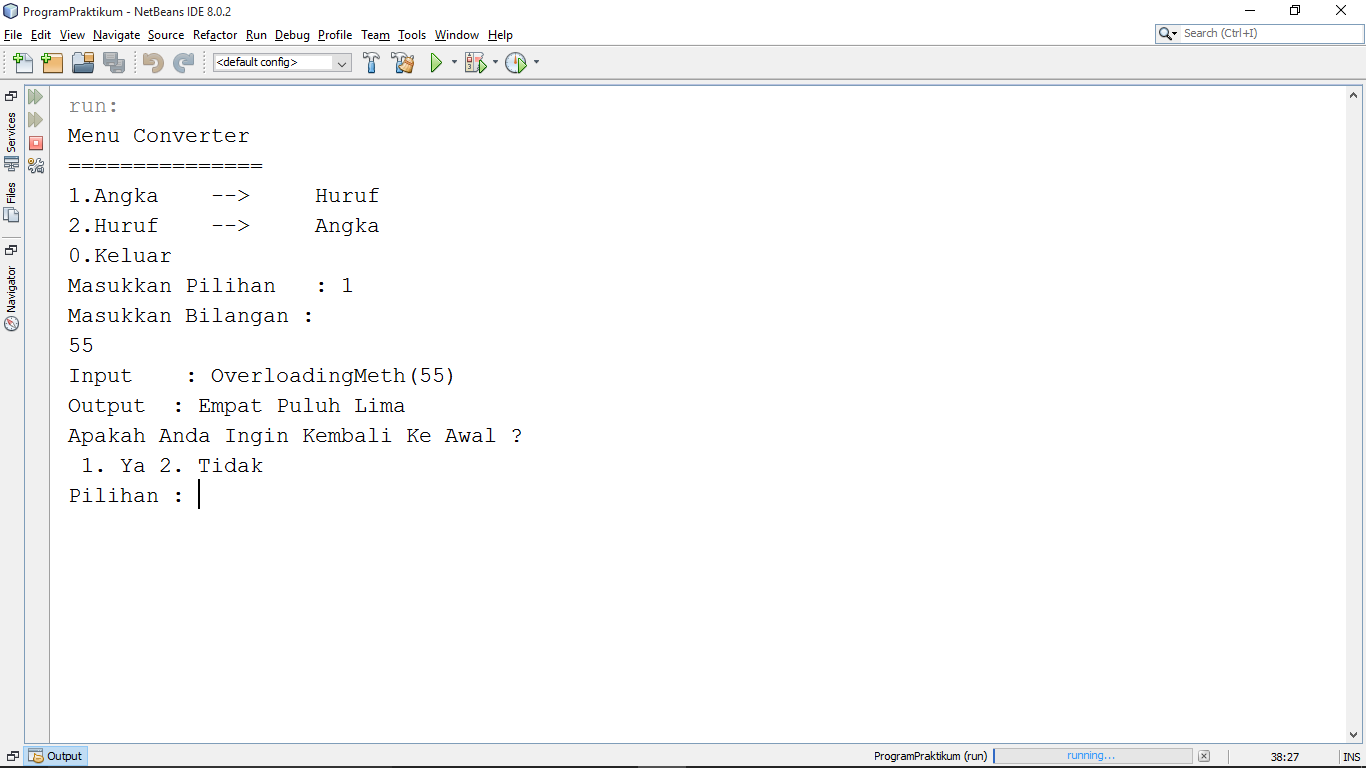 ProgramPraktikum - NetBeans IDE 8.0.2
File Edit View Navigate Source Refactor Run Debug Profile Team Tools Window Help
Search (Ctrl+I)
<default config>
Services
Files
Navigator
run:
Menu Converter
===============
1.Angka --> Huruf
2.Huruf --> Angka
0.Keluar
Masukkan Pilihan : 1
Masukkan Bilangan :
55
Input : OverloadingMeth(55)
Output : Empat Puluh Lima
Apakah Anda Ingin Kembali Ke Awal ?
1. Ya 2. Tidak
Pilihan :
Output
ProgramPraktikum (run)
running...
38:27
INS